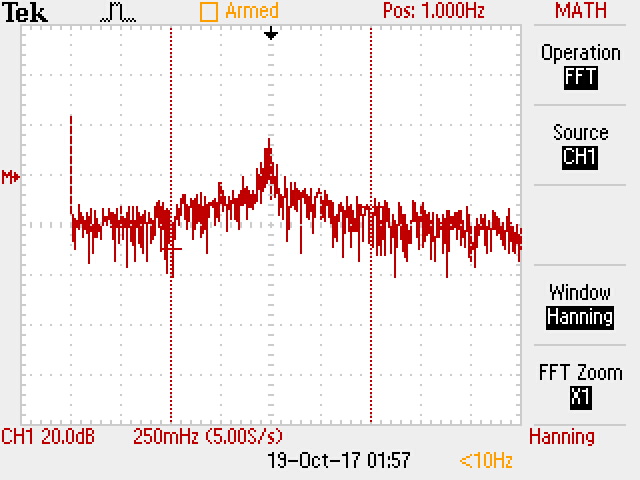 Tek Armed Pos: 1.000Hz MATH
Operation
FFT
Source
CH1
M
Window
Hanning
FFT Zoom
X1
CH1 20.0dB 250mHz (5.00S/s) Hanning
19-Oct-17 01:57 <10Hz